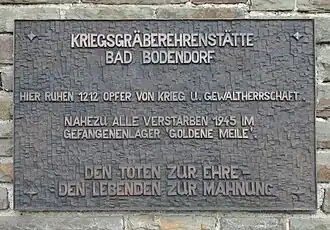 KRIEGSGRÄBEREHRENSTÄTTE
BAD BODENDORF
HIER RUHEN 1212 OPFER VON KRIEG U. GEWALTHERRSCHAFT.
NAHEZU ALLE VERSTARBEN 1945 IM
GEFANGENENLAGER "GOLDENE MEILE".
DEN TOTEN ZUR EHRE -
DEN LEBENDEN ZUR MAHNUNG